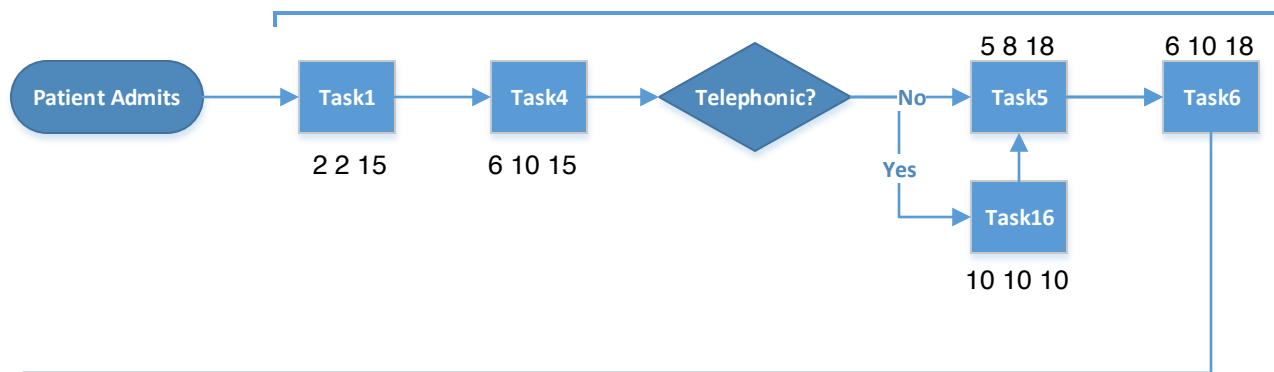 5 8 18
6 10 18
Patient Admits
Task1
Task4
Telephonic?
No
Task5
Task6
2 2 15
6 10 15
Yes
Task16
10 10 10